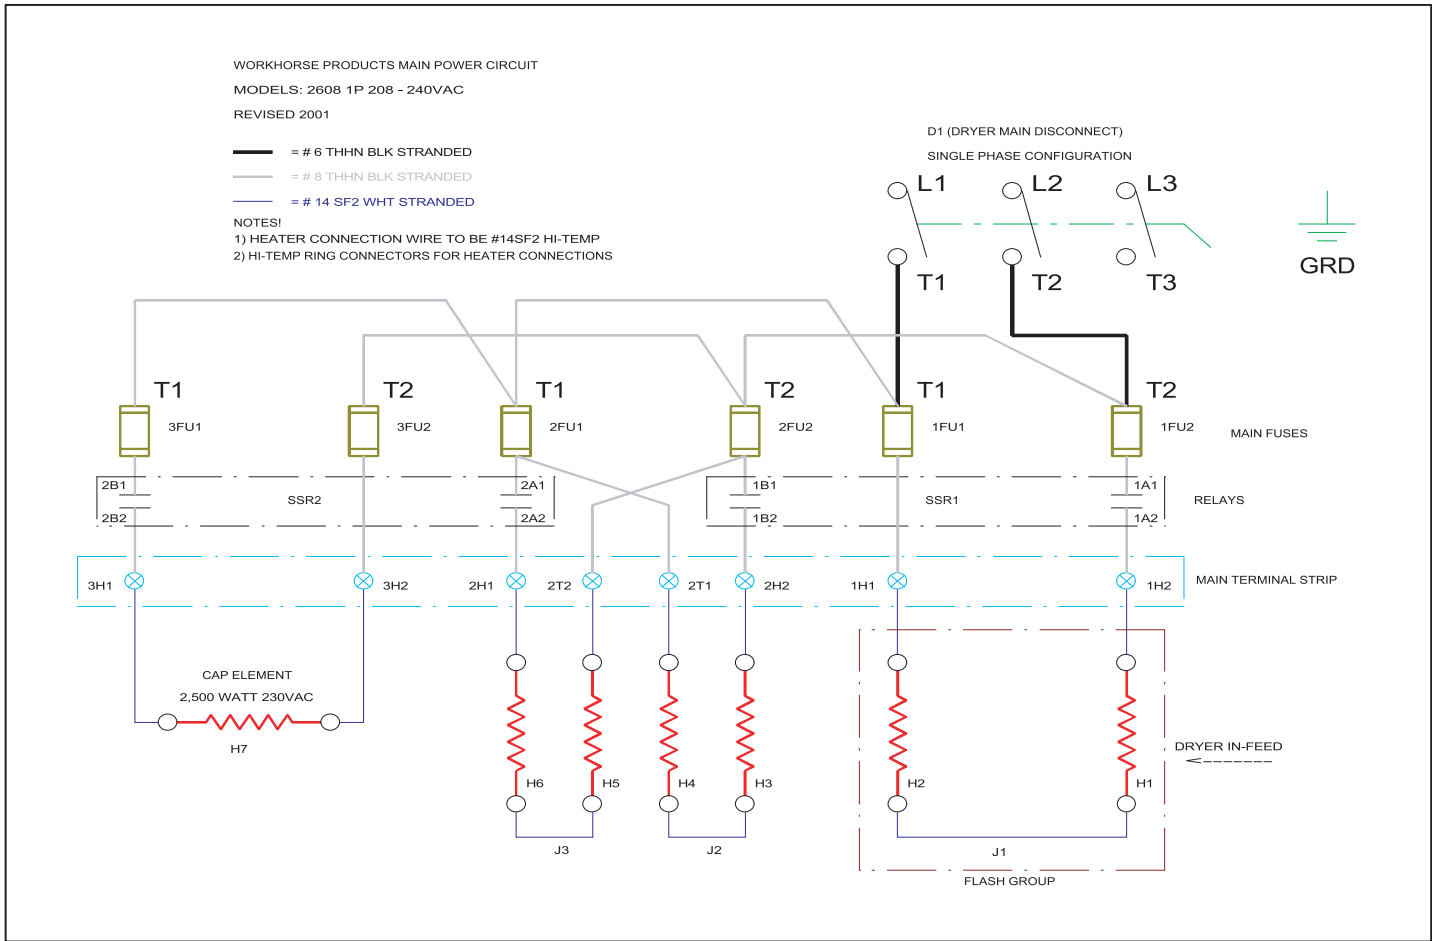 WORKHORSE PRODUCTS MAIN POWER CIRCUIT
MODELS: 2608 1P 208 - 240VAC
REVISED 2001
= # 6 THHN BLK STRANDED
= # 8 THHN BLK STRANDED
= # 14 SF2 WHT STRANDED
NOTES!
1) HEATER CONNECTION WIRE TO BE #14SF2 HI-TEMP
2) HI-TEMP RING CONNECTORS FOR HEATER CONNECTIONS
D1 (DRYER MAIN DISCONNECT)
SINGLE PHASE CONFIGURATION
L1 L2 L3
T1 T2 T3
GRD
T1 T2 T1 T2 T1 T2
3FU1 3FU2 2FU1 2FU2 1FU1 1FU2
MAIN FUSES
2B1 2A1 1B1 1A1
SSR2 SSR1 RELAYS
2B2 2A2 1B2 1A2
3H1 3H2 2H1 2T2 2T1 2H2 1H1 1H2
MAIN TERMINAL STRIP
CAP ELEMENT
2,500 WATT 230VAC
H7
DRYER IN-FEED
H6 H5 H4 H3 H2 H1
J3 J2 J1
FLASH GROUP